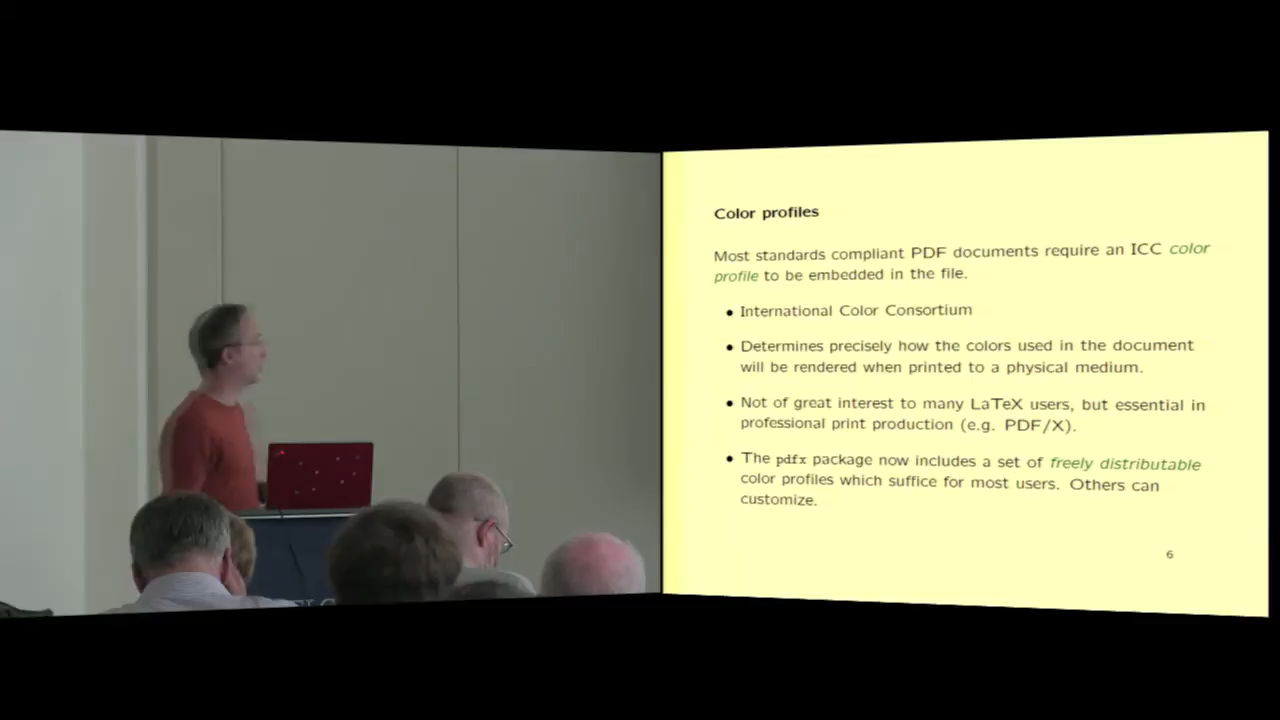 Color profiles
Most standards compliant PDF documents require an ICC color
profile to be embedded in the file.
• International Color Consortium
• Determines precisely how the colors used in the document
will be rendered when printed to a physical medium.
• Not of great interest to many LaTeX users, but essential in
professional print production (e.g. PDF/X).
• The pdfx package now includes a set of freely distributable
color profiles which suffice for most users. Others can
customize.
6